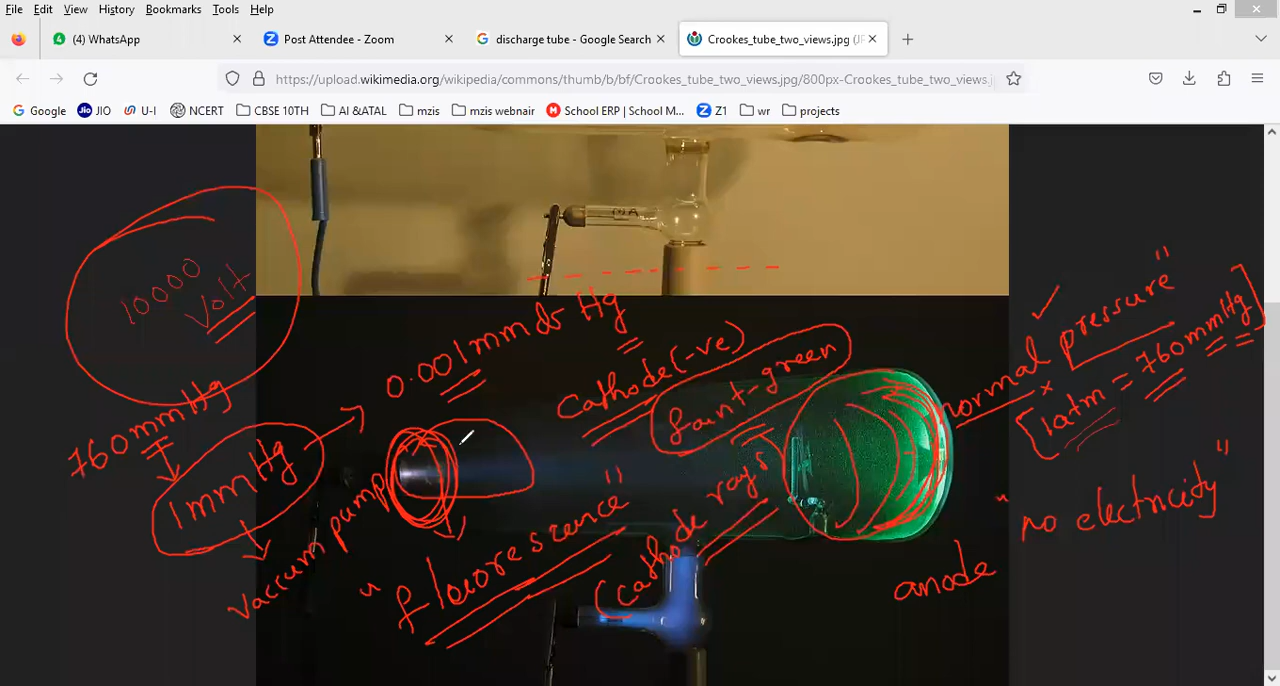 File Edit View History Bookmarks Tools Help
(4) WhatsApp
Post Attendee - Zoom
discharge tube - Google Search
Crookes_tube_two_views.jpg (JP
https://upload.wikimedia.org/wikipedia/commons/thumb/b/bf/Crookes_tube_two_views.jpg/800px-Crookes_tube_two_views.j
Google JIO U-I NCERT CBSE 10TH AI &ATAL mzis mzis webnair School ERP | School M... Z1 wr projects
10000
Volt
0.001mm Hg
Cathode(-ve)
faint-green
normal pressure"
[1atm = 760mmHg]
760mmHg
1mmHg
vaccum pump
"flouroescence"
(Cathode rays
"no electricity"
anode